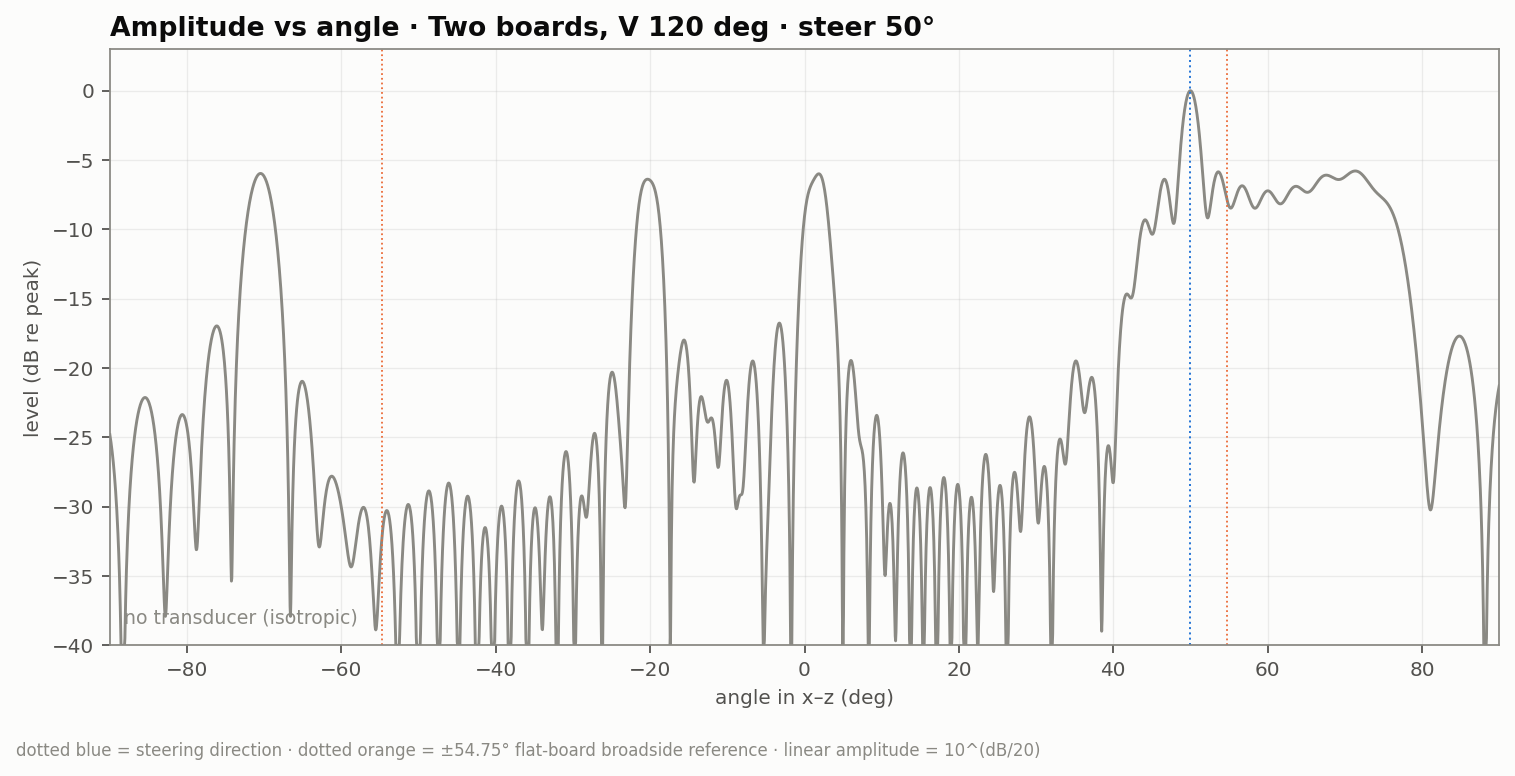 Amplitude vs angle · Two boards, V 120 deg · steer 50°
level (dB re peak)
0
−5
−10
−15
−20
−25
−30
−35
−40
no transducer (isotropic)
−80 −60 −40 −20 0 20 40 60 80
angle in x–z (deg)
dotted blue = steering direction · dotted orange = ±54.75° flat-board broadside reference · linear amplitude = 10^(dB/20)